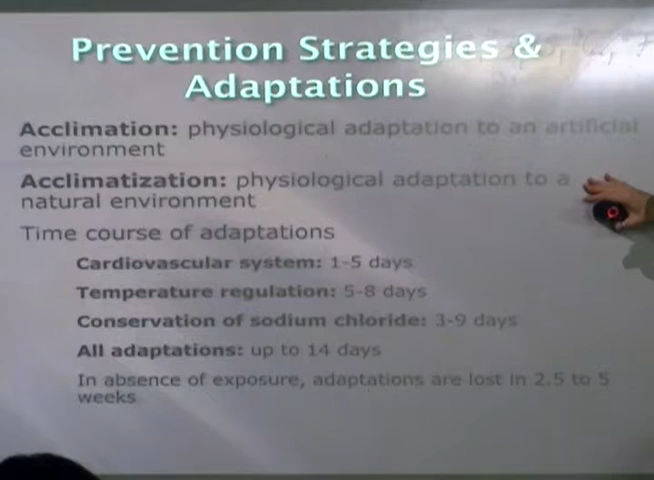 Prevention Strategies &
Adaptations
Acclimation: physiological adaptation to an artificial
environment
Acclimatization: physiological adaptation to a
natural environment
Time course of adaptations
Cardiovascular system: 1-5 days
Temperature regulation: 5-8 days
Conservation of sodium chloride: 3-9 days
All adaptations: up to 14 days
In absence of exposure, adaptations are lost in 2.5 to 5
weeks